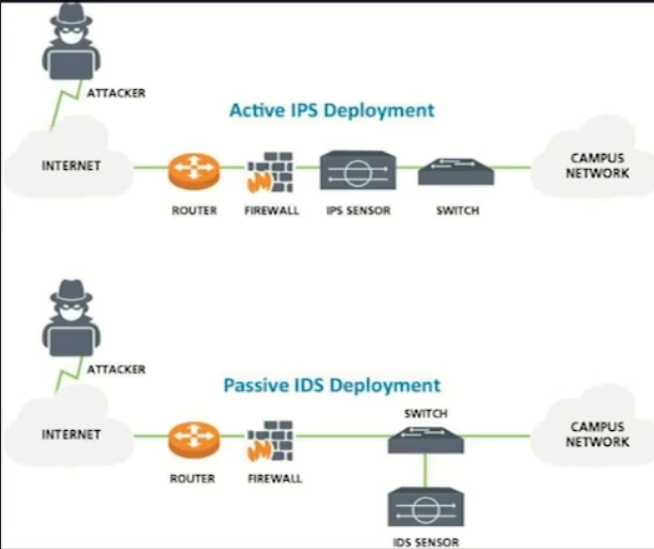 ATTACKER
Active IPS Deployment
INTERNET
CAMPUS
NETWORK
ROUTER
FIREWALL
IPS SENSOR
SWITCH
ATTACKER
Passive IDS Deployment
SWITCH
INTERNET
CAMPUS
NETWORK
ROUTER
FIREWALL
IDS SENSOR